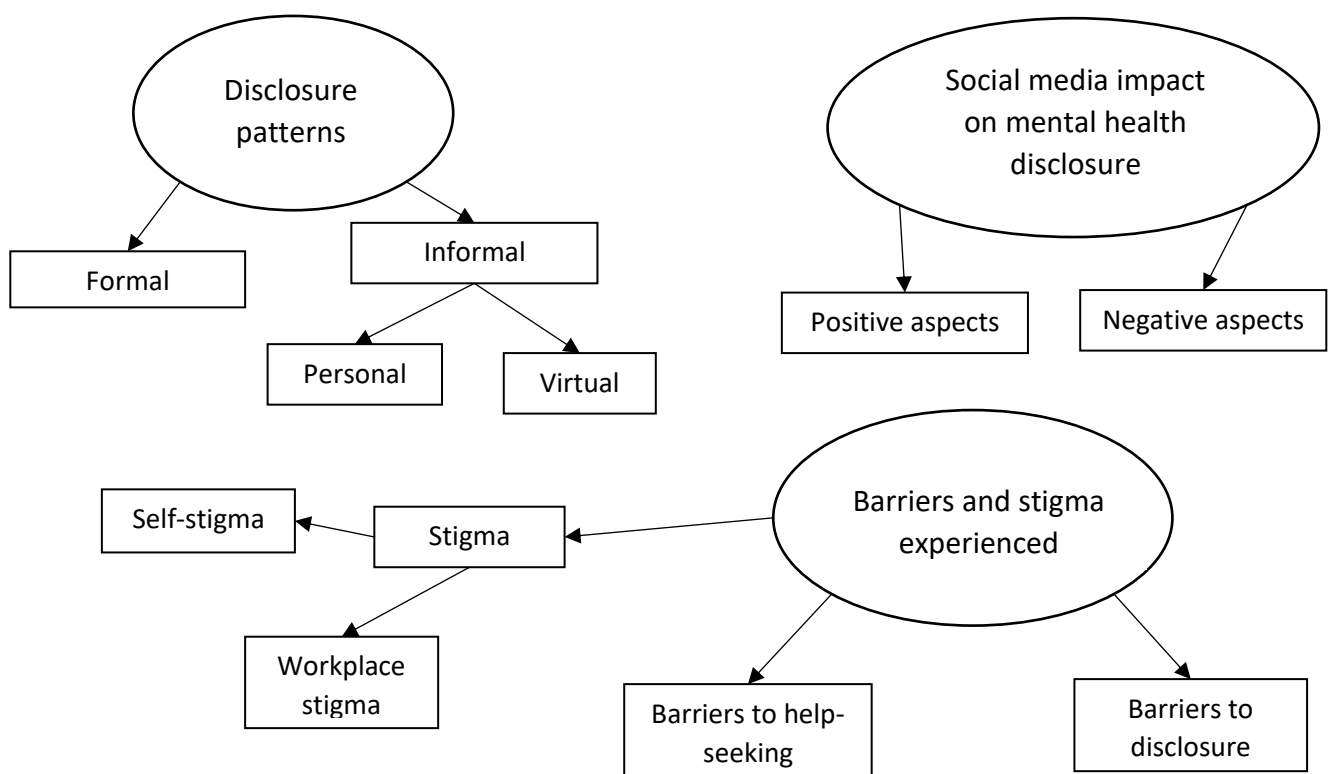 Disclosure
patterns
Social media impact
on mental health
disclosure
Formal
Informal
Personal
Virtual
Positive aspects
Negative aspects
Barriers and stigma
experienced
Self-stigma
Stigma
Workplace
stigma
Barriers to help-
seeking
Barriers to
disclosure